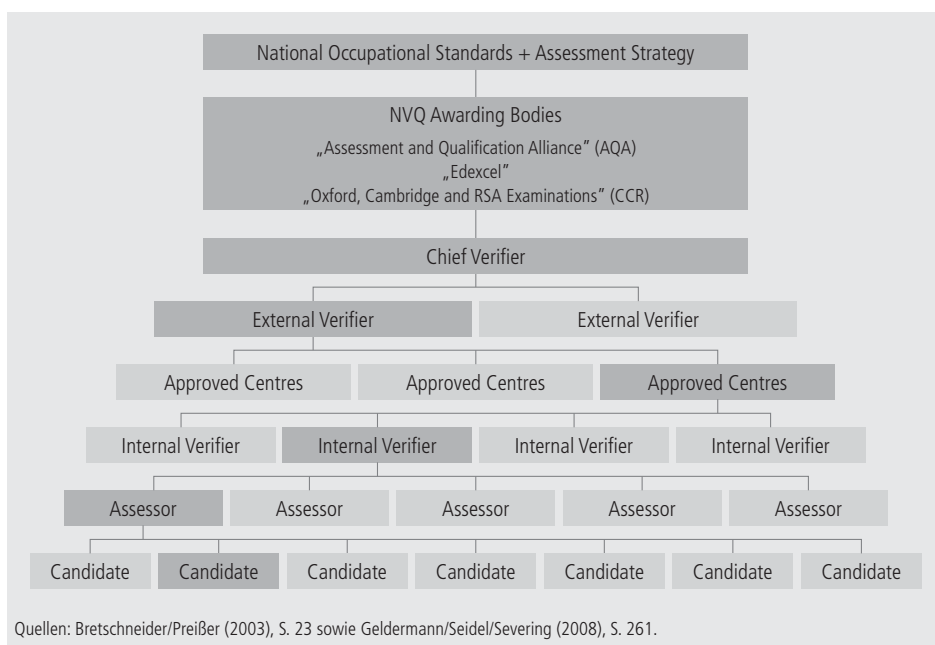 National Occupational Standards + Assessment Strategy
NVQ Awarding Bodies
„Assessment and Qualification Alliance" (AQA)
„Edexcel"
„Oxford, Cambridge and RSA Examinations" (CCR)
Chief Verifier
External Verifier External Verifier
Approved Centres Approved Centres Approved Centres
Internal Verifier Internal Verifier Internal Verifier Internal Verifier
Assessor Assessor Assessor Assessor Assessor
Candidate Candidate Candidate Candidate Candidate Candidate Candidate
Quellen: Bretschneider/Preißer (2003), S. 23 sowie Geldermann/Seidel/Severing (2008), S. 261.